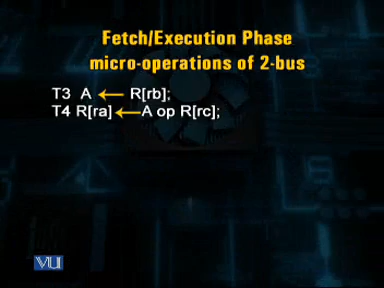 Fetch/Execution Phase
micro-operations of 2-bus
T3 A ← R[rb];
T4 R[ra] ← A op R[rc];
VU